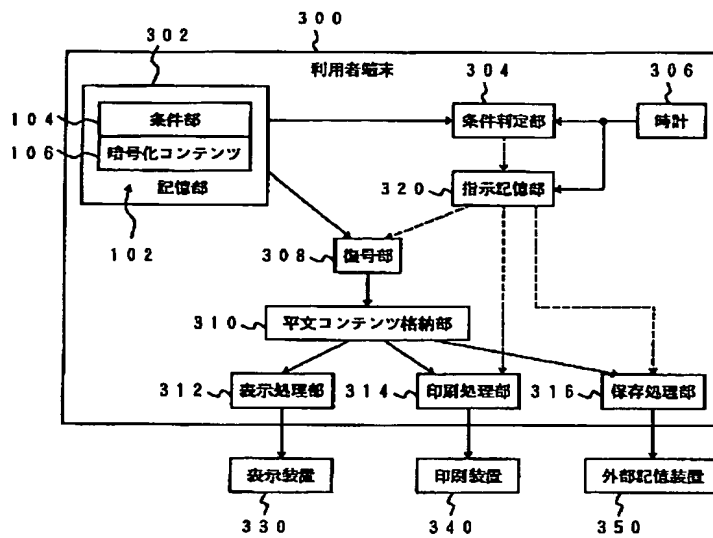 300
302
利用者端末
304
306
104
条件部
条件判定部
時計
106
暗号化コンテンツ
記憶部
320
指示記憶部
102
308
復号部
310
平文コンテンツ格納部
312
表示処理部
314
印刷処理部
316
保存処理部
表示装置
印刷装置
外部記憶装置
330
340
350